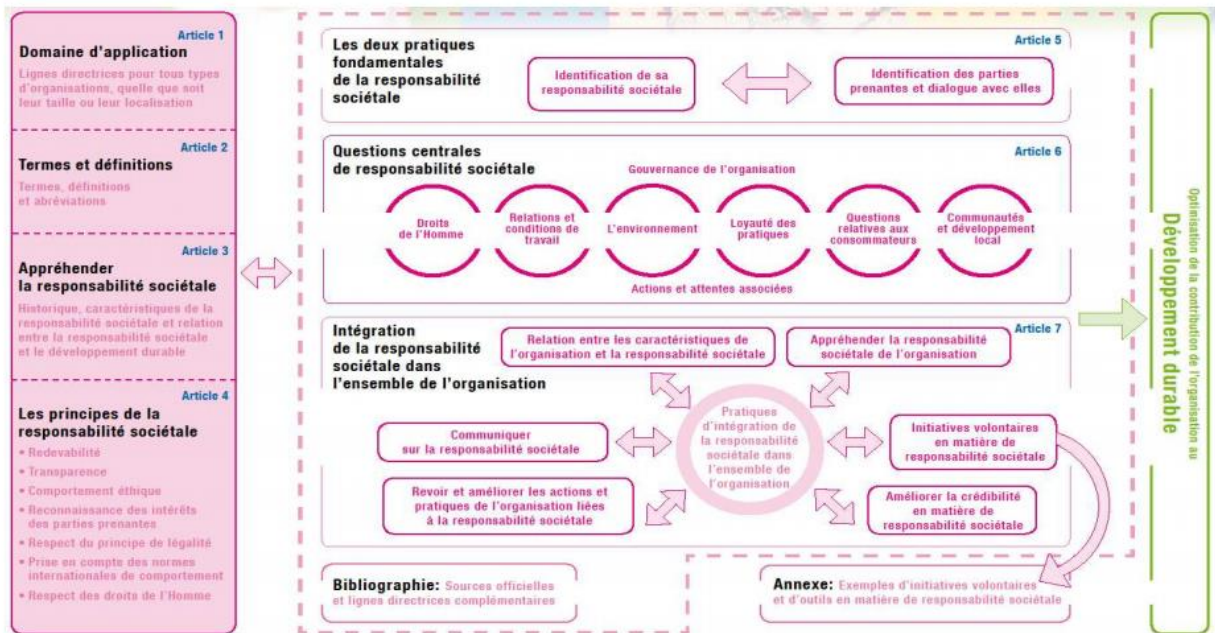 Article 1
Domaine d'application
Lignes directrices pour tous types
d'organisations, quelle que soit
leur taille ou leur localisation
Article 2
Termes et définitions
Termes, définitions
et abréviations
Article 3
Appréhender
la responsabilité sociétale
Historique, caractéristiques de la
responsabilité sociétale et relation
entre la responsabilité sociétale
et le développement durable
Article 4
Les principes de la
responsabilité sociétale
• Redevabilité
• Transparence
• Comportement éthique
• Reconnaissance des intérêts
des parties prenantes
• Respect du principe de légalité
• Prise en compte des normes
internationales de comportement
• Respect des droits de l'Homme
Les deux pratiques
fondamentales
de la responsabilité
sociétale
Article 5
Identification de sa
responsabilité sociétale
Identification des parties
prenantes et dialogue avec elles
Questions centrales
de responsabilité sociétale
Article 6
Gouvernance de l'organisation
Droits
de l'Homme
Relations et
conditions de
travail
L'environnement
Loyauté des
pratiques
Questions
relatives aux
consommateurs
Communautés
et développement
local
Actions et attentes associées
Intégration
de la responsabilité
sociétale dans
l'ensemble de l'organisation
Article 7
Relation entre les caractéristiques de
l'organisation et la responsabilité sociétale
Appréhender la responsabilité
sociétale de l'organisation
Pratiques
d'intégration de
la responsabilité
sociétale dans
l'ensemble de
l'organisation
Communiquer
sur la responsabilité sociétale
Initiatives volontaires
en matière de
responsabilité sociétale
Revoir et améliorer les actions et
pratiques de l'organisation liées
à la responsabilité sociétale
Améliorer la crédibilité
en matière de
responsabilité sociétale
Bibliographie: Sources officielles
et lignes directrices complémentaires
Annexe: Exemples d'initiatives volontaires
et d'outils en matière de responsabilité sociétale
Optimisation de la contribution de l'organisation au
Développement durable